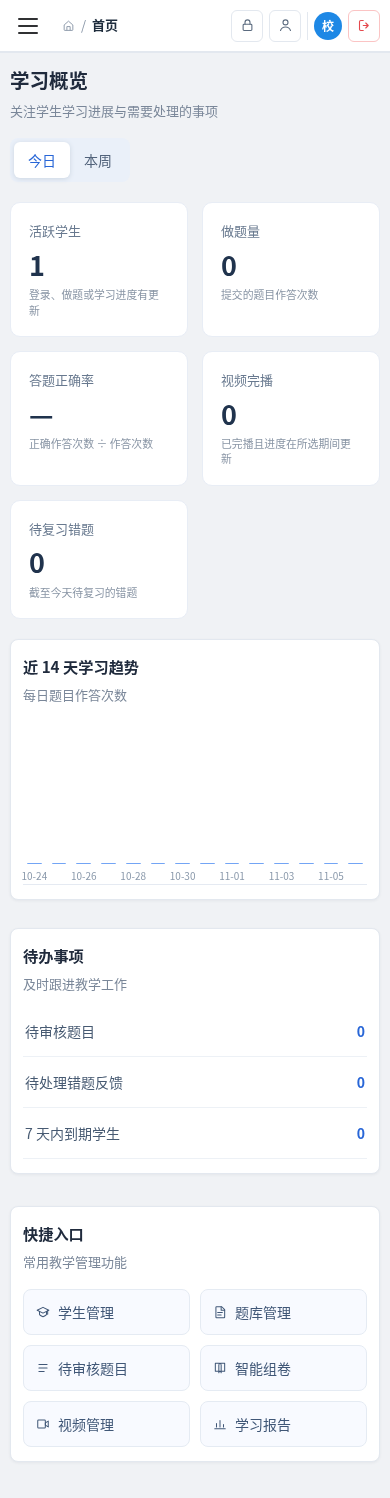 / 首页
校
学习概览
关注学生学习进展与需要处理的事项
今日 本周
活跃学生
1
登录、做题或学习进度有更
新
做题量
0
提交的题目作答次数
答题正确率
—
正确作答次数 ÷ 作答次数
视频完播
0
已完播且进度在所选期间更
新
待复习错题
0
截至今天待复习的错题
近 14 天学习趋势
每日题目作答次数
10-24 10-26 10-28 10-30 11-01 11-03 11-05
待办事项
及时跟进教学工作
待审核题目 0
待处理错题反馈 0
7 天内到期学生 0
快捷入口
常用教学管理功能
学生管理 题库管理
待审核题目 智能组卷
视频管理 学习报告